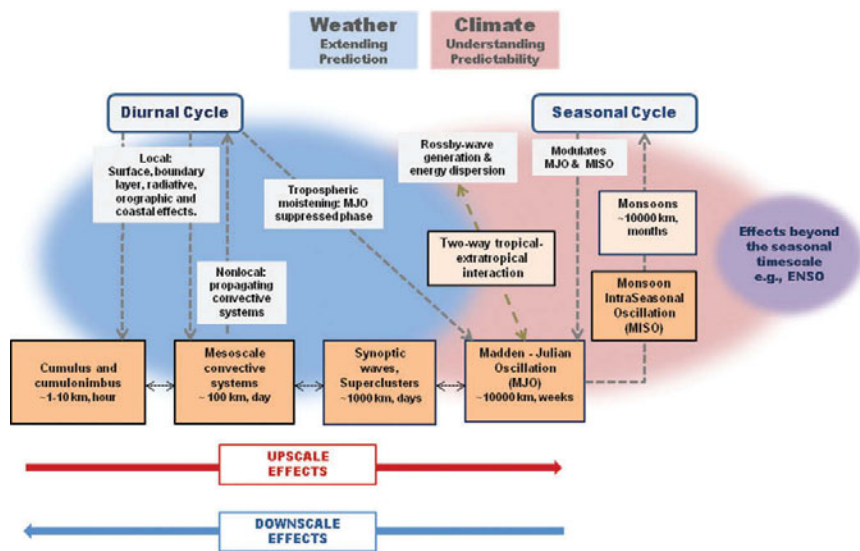 Weather
Extending
Prediction
Climate
Understanding
Predictability
Diurnal Cycle
Seasonal Cycle
Local:
Surface, boundary
layer, radiative,
orographic and
coastal effects.
Rossby-wave
generation &
energy dispersion
Modulates
MJO & MISO
Tropospheric
moistening: MJO
suppressed phase
Monsoons
~10000 km,
months
Effects beyond
the seasonal
timescale
e.g., ENSO
Two-way tropical-
extratropical
interaction
Nonlocal:
propagating
convective
systems
Monsoon
IntraSeasonal
Oscillation
(MISO)
Cumulus and
cumulonimbus
~1-10 km, hour
Mesoscale
convective
systems
~ 100 km, day
Synoptic
waves,
Superclusters
~1000 km, days
Madden - Julian
Oscillation
(MJO)
~10000 km, weeks
UPSCALE
EFFECTS
DOWNSCALE
EFFECTS